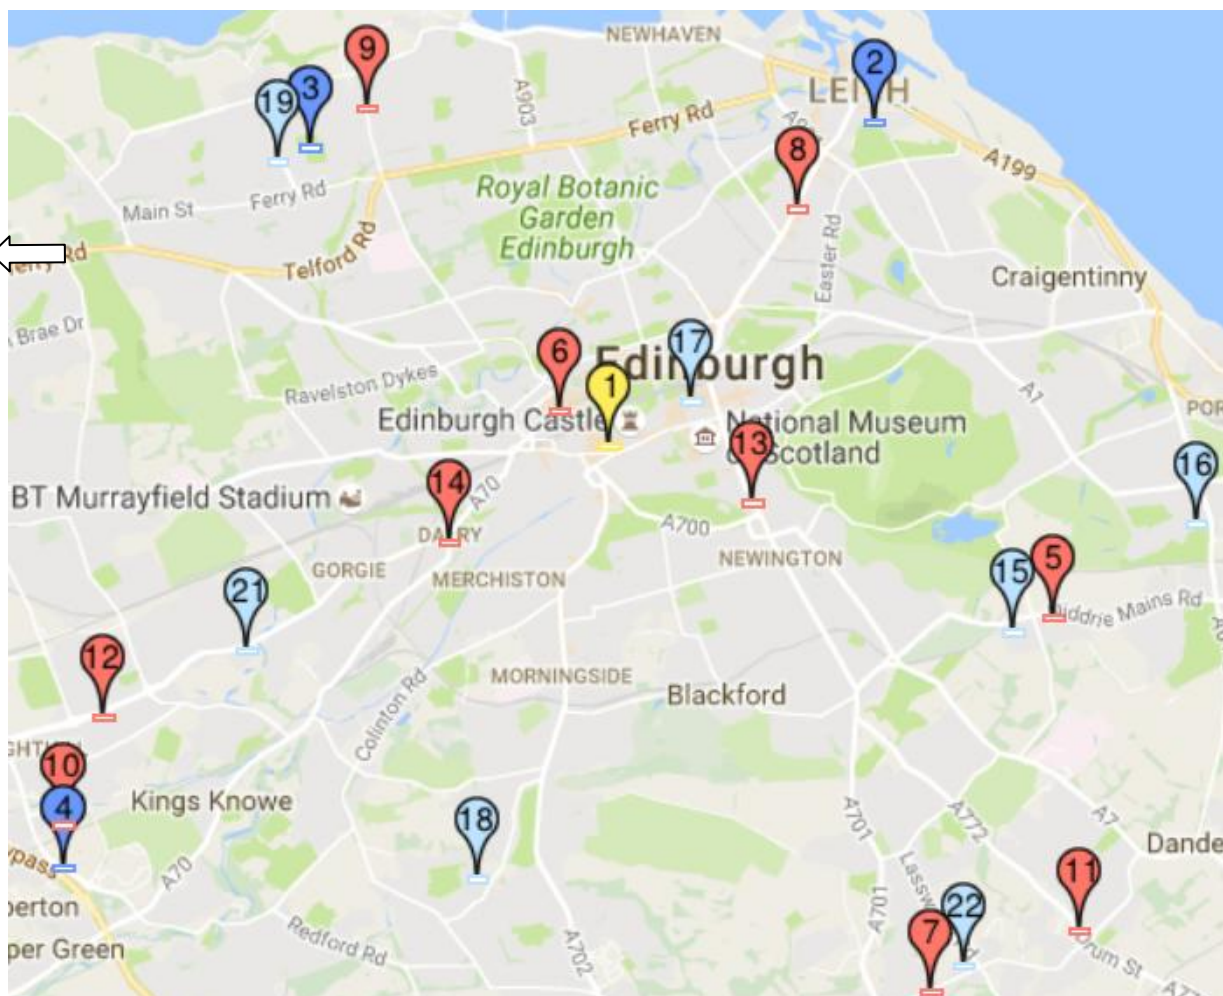 NEWHAVEN
9
2
3
19
LEITH
A903
Ferry Rd
8
A199
Royal Botanic
Garden
Edinburgh
Ferry Rd
Main St
Easter Rd
Telford Rd
Craigentinny
Brae Dr
17
6
Edinburgh
1
Ravelston Dykes
A1
Edinburgh Castle
National Museum
of Scotland
13
16
14
A70
BT Murrayfield Stadium
DALRY
A700
NEWINGTON
GORGIE
MERCHISTON
21
15
5
Niddrie Mains Rd
12
MORNINGSIDE
Blackford
Colinton Rd
10
4
Kings Knowe
18
A701
A772
A7
A70
Lasswade Rd
11
22
7
A701
Redford Rd
A702
Drum St